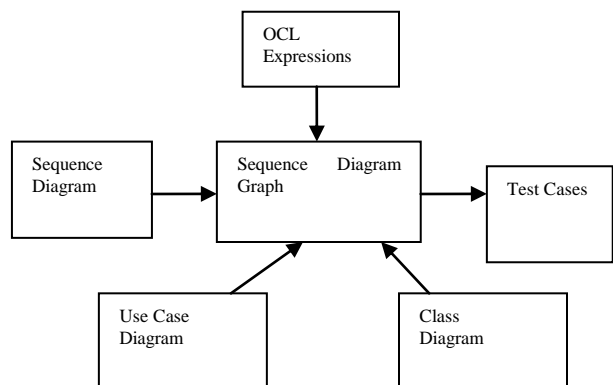 OCL
Expressions
Sequence
Diagram
Sequence Diagram
Graph
Test Cases
Use Case
Diagram
Class
Diagram